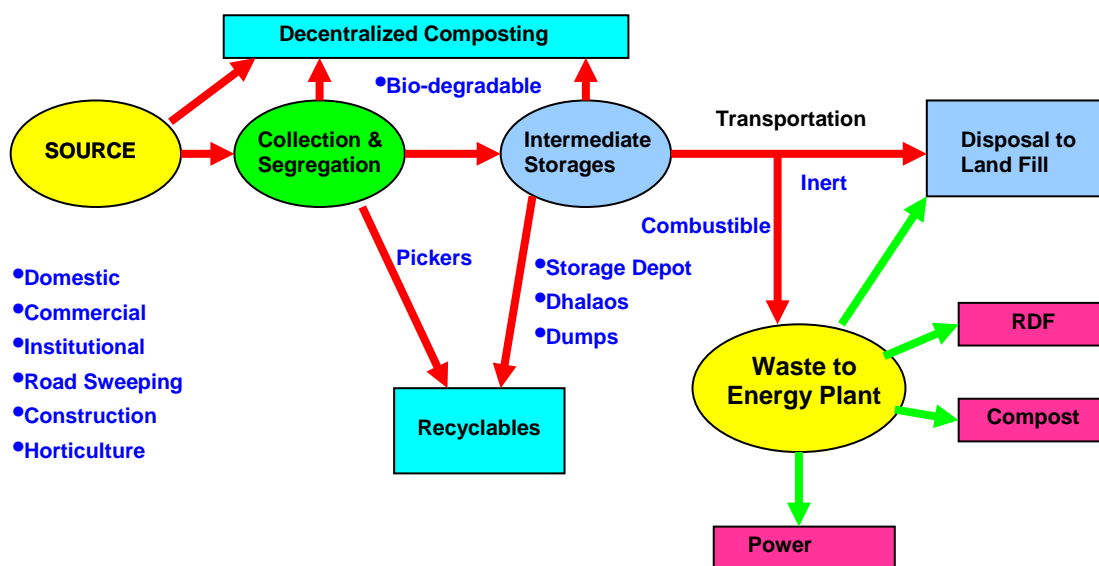 Decentralized Composting
•Bio-degradable
SOURCE
Collection &
Segregation
Intermediate
Storages
Transportation
Disposal to
Land Fill
Inert
Combustible
Pickers
•Storage Depot
•Dhalaos
•Dumps
•Domestic
•Commercial
•Institutional
•Road Sweeping
•Construction
•Horticulture
Recyclables
Waste to
Energy Plant
RDF
Compost
Power